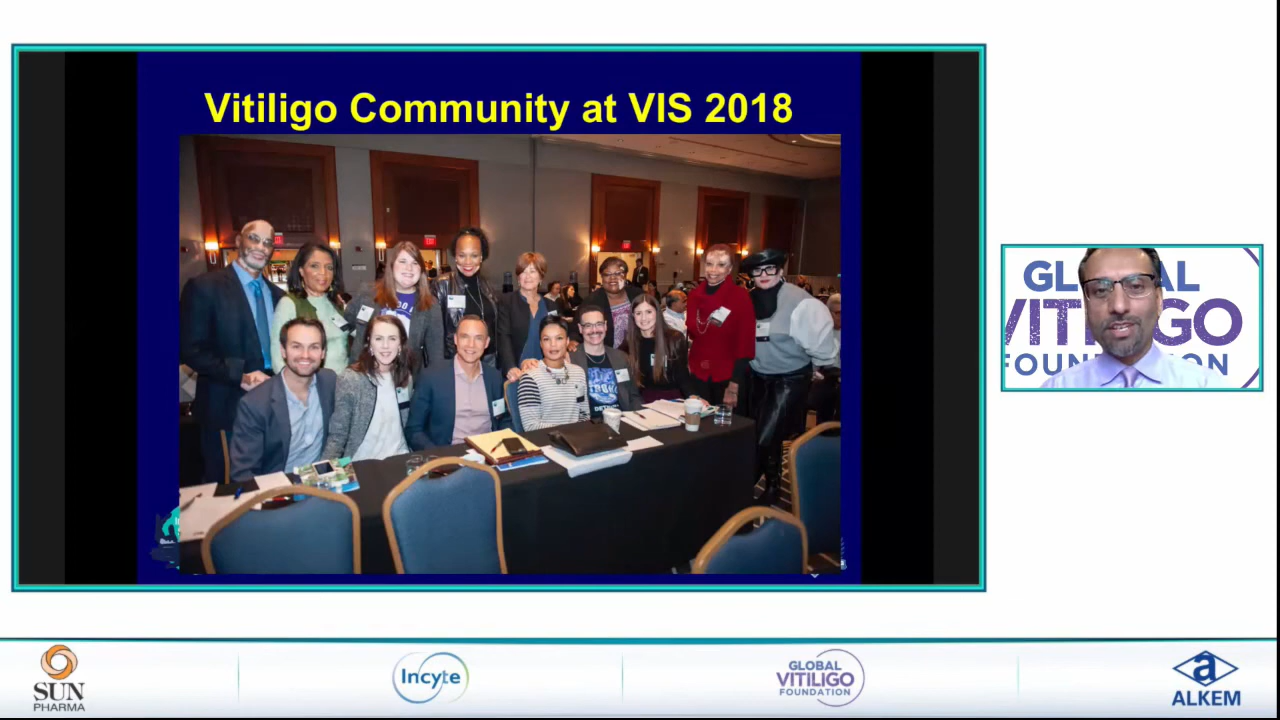 Vitiligo Community at VIS 2018
GLOBAL
VITILIGO
FOUNDATION
SUN
PHARMA
Incyte
GLOBAL
VITILIGO
FOUNDATION
a
ALKEM